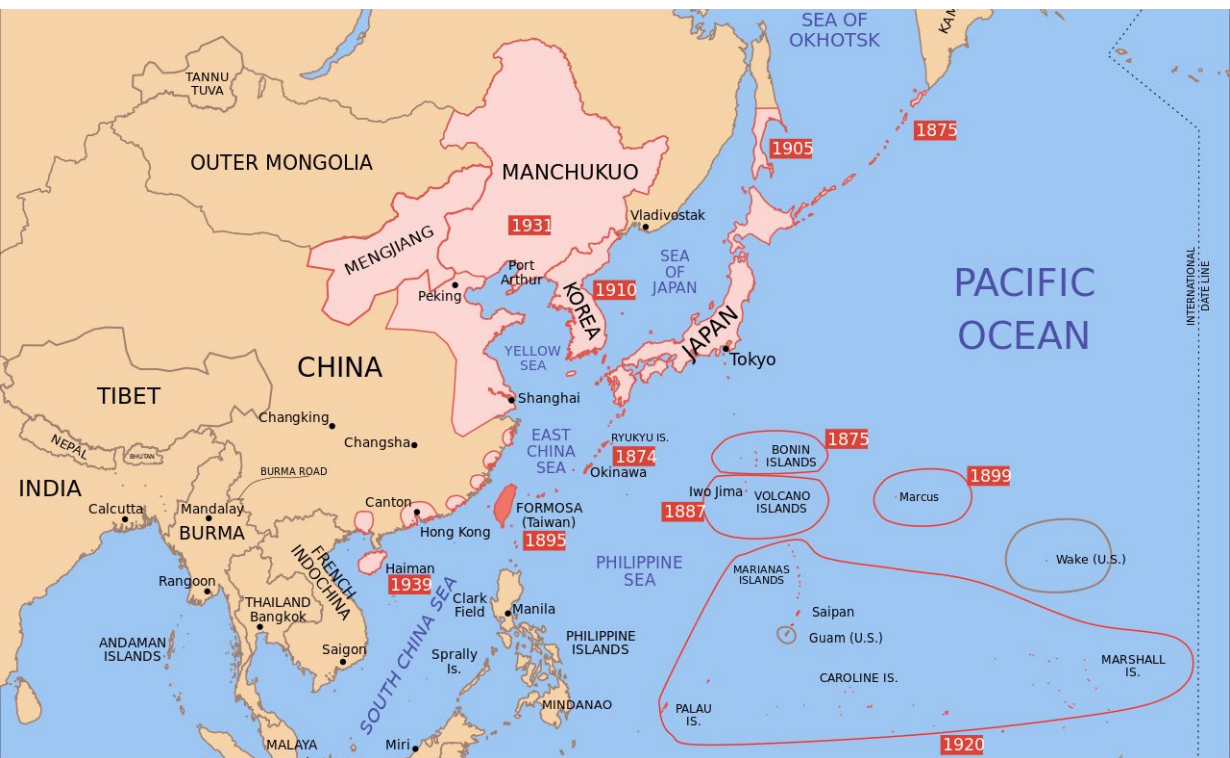 SEA OF
OKHOTSK
KAM
TANNU
TUVA
1875
1905
OUTER MONGOLIA
MANCHUKUO
Vladivostak
1931
MENGJIANG
SEA
OF
JAPAN
Port
Arthur
INTERNATIONAL
DATE LINE
PACIFIC
OCEAN
Peking
1910
KOREA
JAPAN
Tokyo
YELLOW
SEA
CHINA
TIBET
Shanghai
Changking
Changsha
NEPAL
BHUTAN
EAST
CHINA
SEA
RYUKYU IS.
1874
Okinawa
1875
BONIN
ISLANDS
BURMA ROAD
INDIA
1899
Marcus
Iwo Jima
VOLCANO
ISLANDS
1887
Calcutta
Mandalay
BURMA
Canton
Hong Kong
FORMOSA
(Taiwan)
1895
FRENCH
INDOCHINA
Haiman
1939
PHILIPPINE
SEA
MARIANAS
ISLANDS
Wake (U.S.)
Rangoon
THAILAND
Bangkok
SOUTH CHINA SEA
Clark
Field
Manila
Saipan
Guam (U.S.)
ANDAMAN
ISLANDS
Saigon
Sprally
Is.
PHILIPPINE
ISLANDS
MARSHALL
IS.
CAROLINE IS.
MINDANAO
PALAU
IS.
MALAYA
Miri
1920